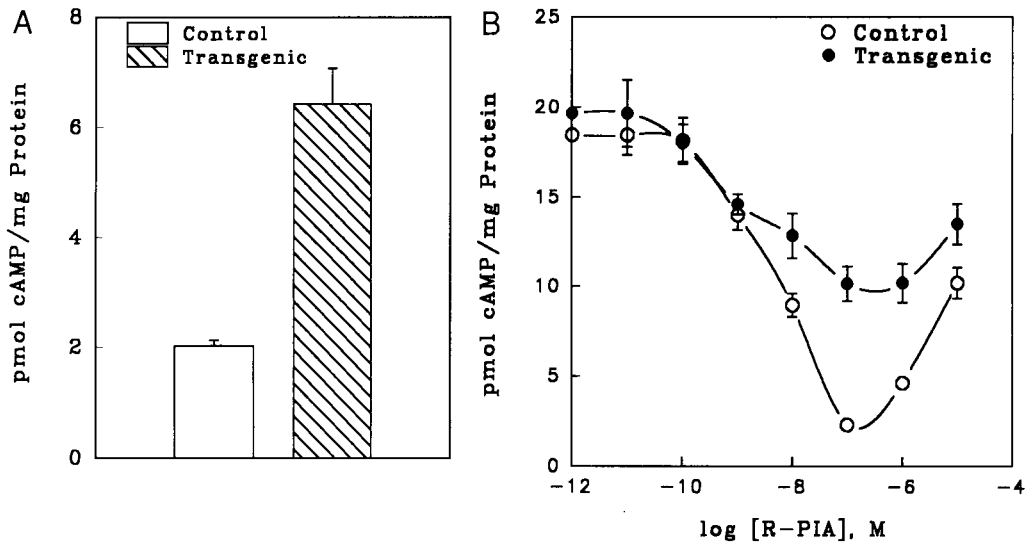 A
pmol cAMP/mg Protein
8
6
4
2
0
Control
Transgenic
B
pmol cAMP/mg Protein
25
20
15
10
5
0
Control
Transgenic
-12
-10
-8
-6
-4
log [R-PIA], M